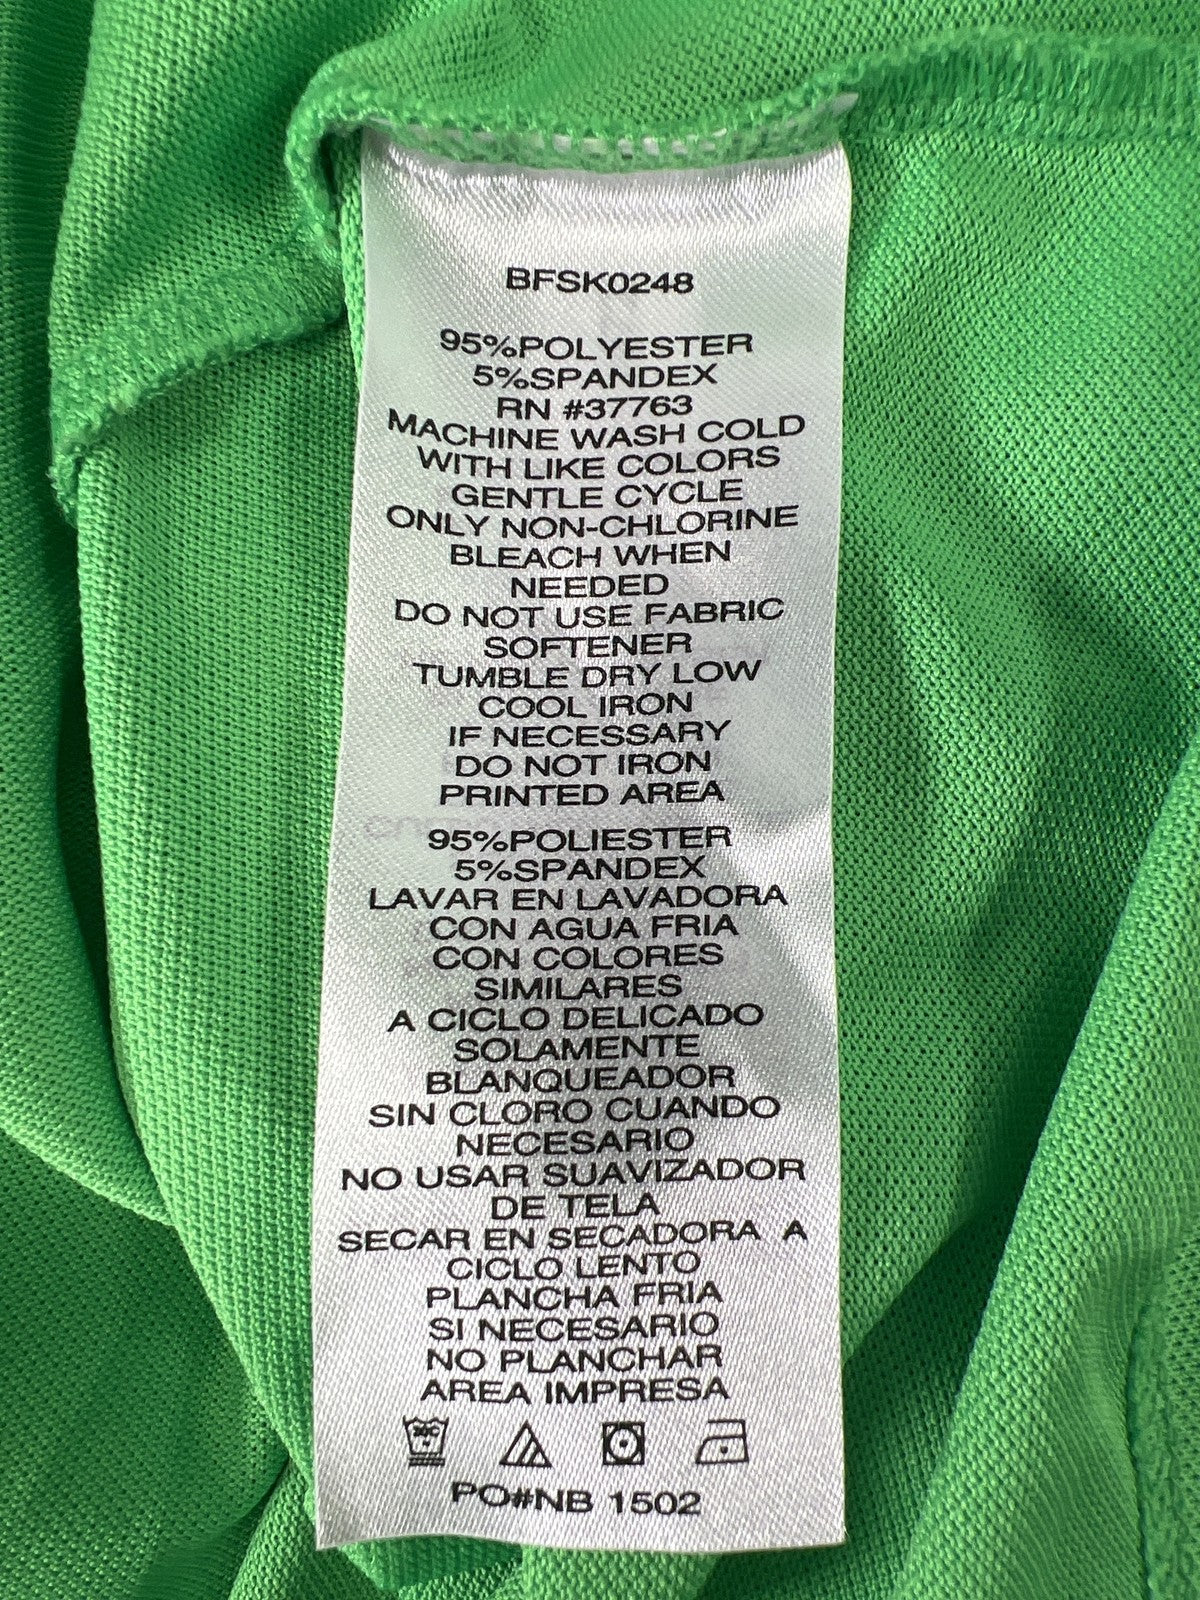 BFSK0248
95%POLYESTER
5%SPANDEX
RN #37763
MACHINE WASH COLD
WITH LIKE COLORS
GENTLE CYCLE
ONLY NON-CHLORINE
BLEACH WHEN
NEEDED
DO NOT USE FABRIC
SOFTENER
TUMBLE DRY LOW
COOL IRON
IF NECESSARY
DO NOT IRON
PRINTED AREA
95%POLIESTER
5%SPANDEX
LAVAR EN LAVADORA
CON AGUA FRIA
CON COLORES
SIMILARES
A CICLO DELICADO
SOLAMENTE
BLANQUEADOR
SIN CLORO CUANDO
NECESARIO
NO USAR SUAVIZADOR
DE TELA
SECAR EN SECADORA A
CICLO LENTO
PLANCHA FRIA
SI NECESARIO
NO PLANCHAR
AREA IMPRESA
PO#NB 1502